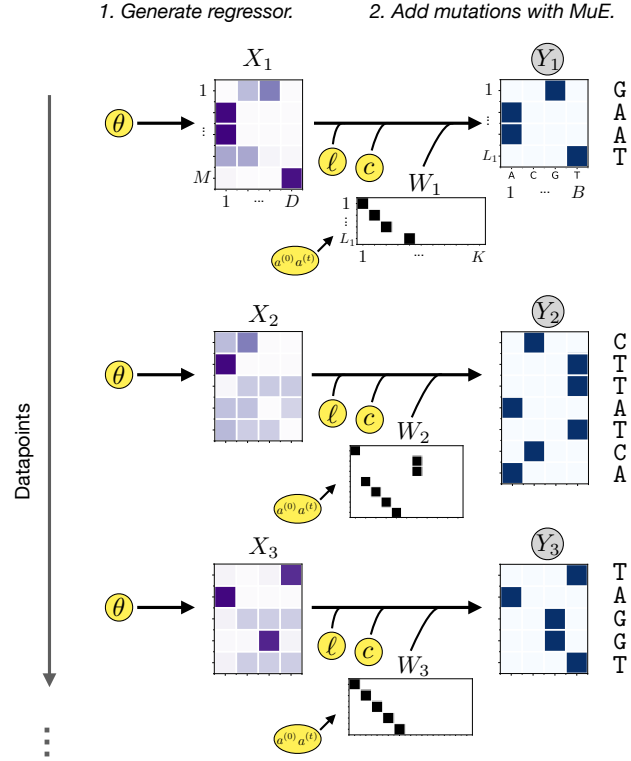 1. Generate regressor. 2. Add mutations with MuE.
X₁ Y₁
1 1 G
θ A
⋮ ⋮ A
ℓ c L₁ T
M W₁ A C G T
1 ... D 1 ... B
1
⋮
L₁
a⁽⁰⁾a⁽ᵗ⁾ 1 ... K
X₂ Y₂
C
T
θ T
ℓ c A
W₂ T
C
a⁽⁰⁾a⁽ᵗ⁾ A
Datapoints
X₃ Y₃
T
A
θ G
ℓ c G
W₃ T
a⁽⁰⁾a⁽ᵗ⁾
⋮